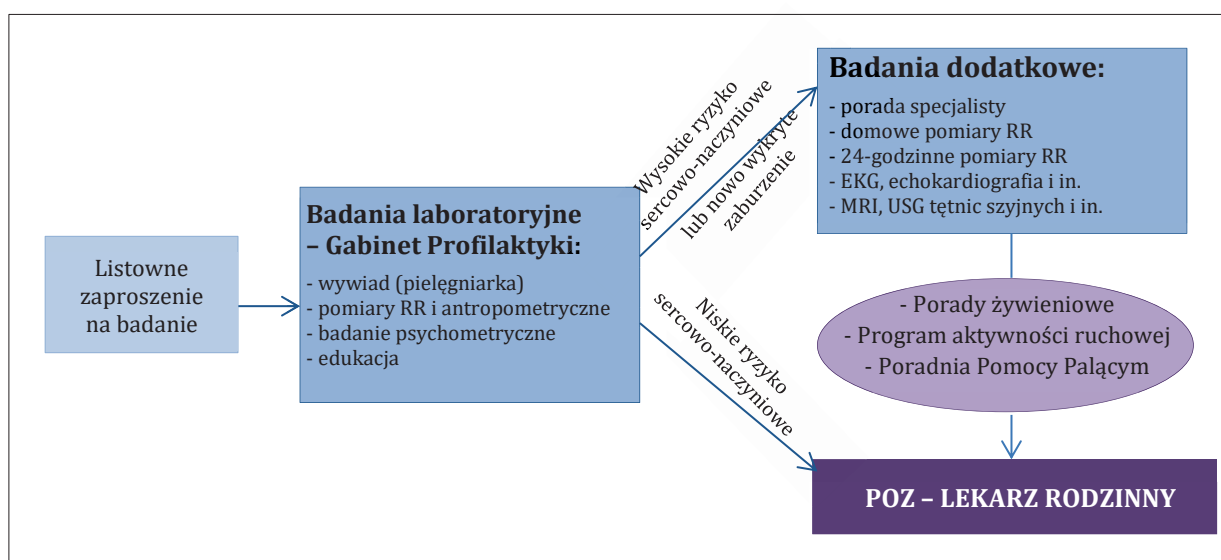 Listowne
zaproszenie
na badanie
Badania laboratoryjne
– Gabinet Profilaktyki:
- wywiad (pielęgniarka)
- pomiary RR i antropometryczne
- badanie psychometryczne
- edukacja
Wysokie ryzyko
sercowo-naczyniowe
lub nowo wykryte
zaburzenie
Niskie ryzyko
sercowo-naczyniowe
Badania dodatkowe:
- porada specjalisty
- domowe pomiary RR
- 24-godzinne pomiary RR
- EKG, echokardiografia i in.
- MRI, USG tętnic szyjnych i in.
- Porady żywieniowe
- Program aktywności ruchowej
- Poradnia Pomocy Palącym
POZ – LEKARZ RODZINNY